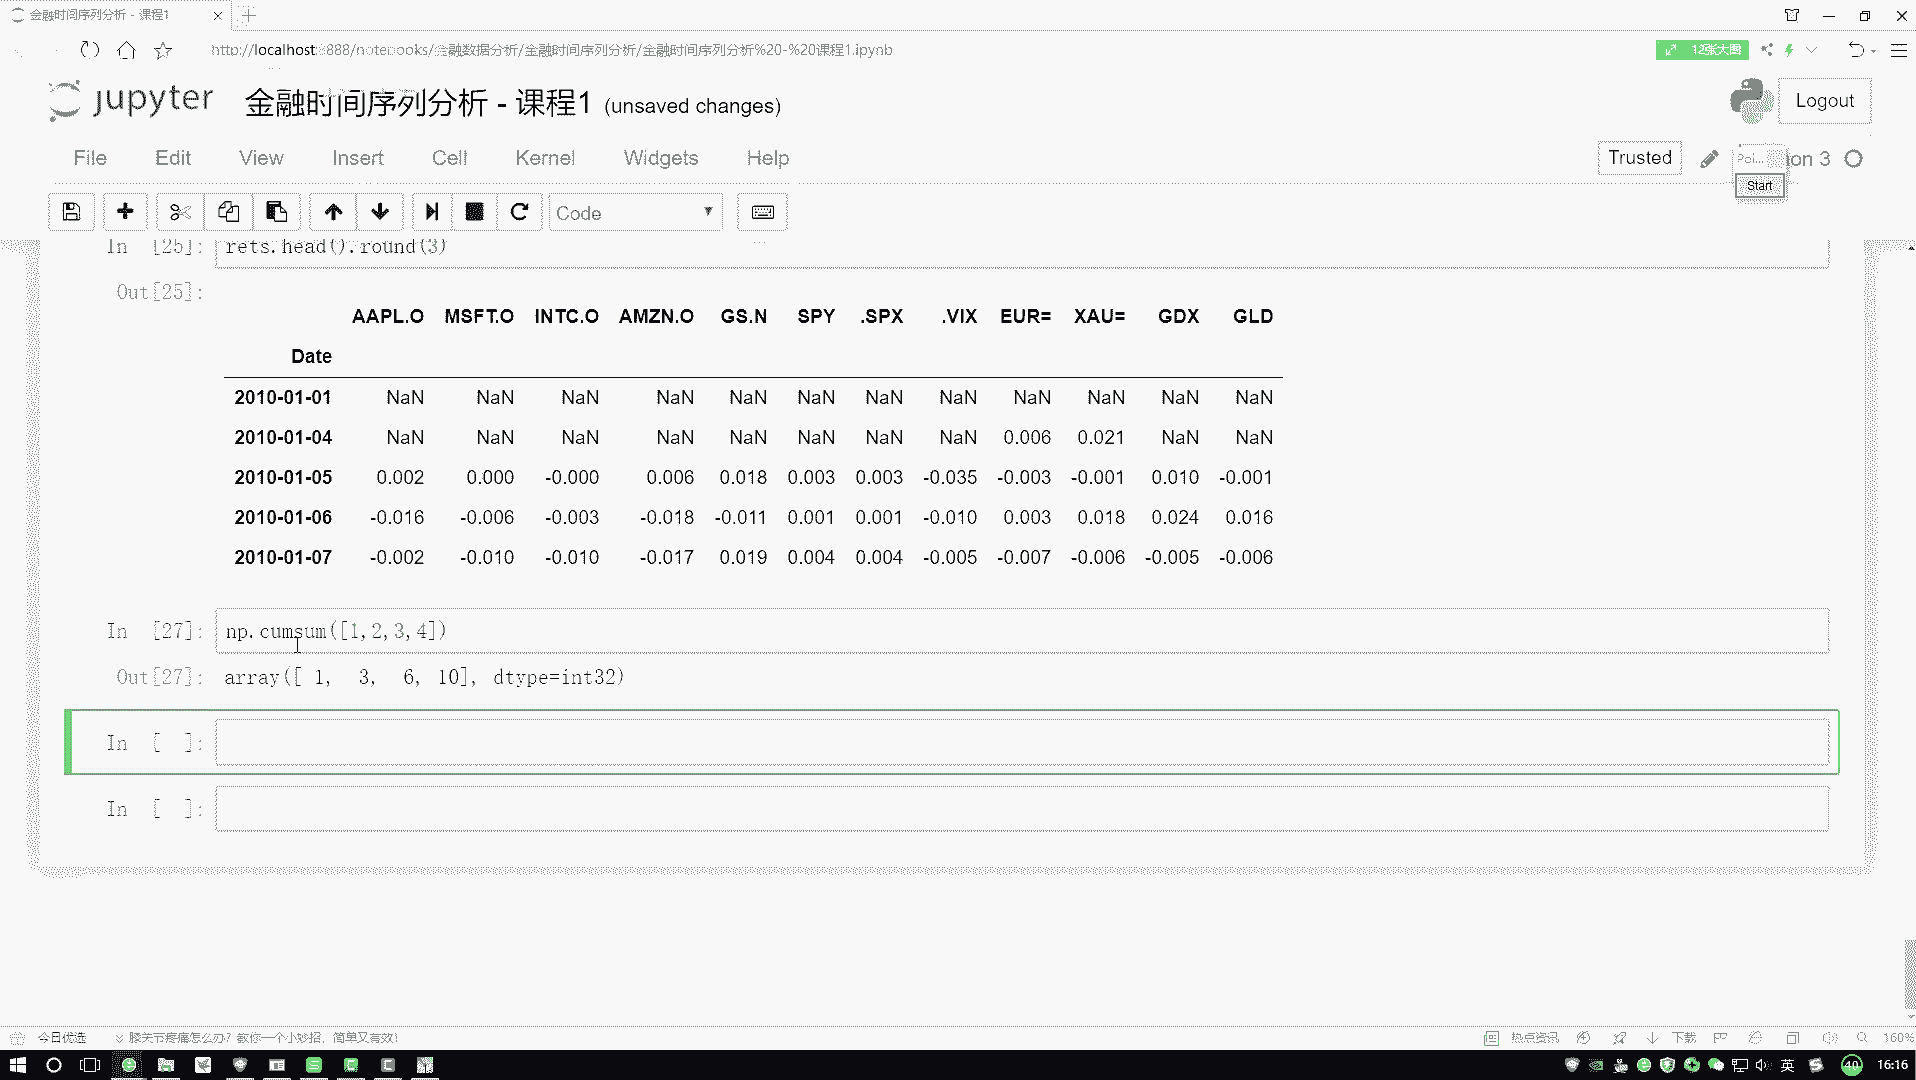 金融时间序列分析 - 课程1
http://localhost:8888/notebooks/金融数据分析/金融时间序列分析/金融时间序列分析%20-%20课程1.ipynb
12张大图
jupyter 金融时间序列分析 - 课程1 (unsaved changes)
Logout
File Edit View Insert Cell Kernel Widgets Help
Trusted
Poi...
on 3
Start
Code
In [25]: rets.head().round(3)
Out[25]:
AAPL.O MSFT.O INTC.O AMZN.O GS.N SPY .SPX .VIX EUR= XAU= GDX GLD
Date
2010-01-01 NaN NaN NaN NaN NaN NaN NaN NaN NaN NaN NaN NaN
2010-01-04 NaN NaN NaN NaN NaN NaN NaN NaN 0.006 0.021 NaN NaN
2010-01-05 0.002 0.000 -0.000 0.006 0.018 0.003 0.003 -0.035 -0.003 -0.001 0.010 -0.001
2010-01-06 -0.016 -0.006 -0.003 -0.018 -0.011 0.001 0.001 -0.010 0.003 0.018 0.024 0.016
2010-01-07 -0.002 -0.010 -0.010 -0.017 0.019 0.004 0.004 -0.005 -0.007 -0.006 -0.005 -0.006
In [27]: np.cumsum([1,2,3,4])
Out[27]: array([ 1, 3, 6, 10], dtype=int32)
In [ ]:
In [ ]:
今日优选
膝关节疼痛怎么办？教你一个小妙招，简单又有效！
热点资讯
下载
160%
英
40
16:16